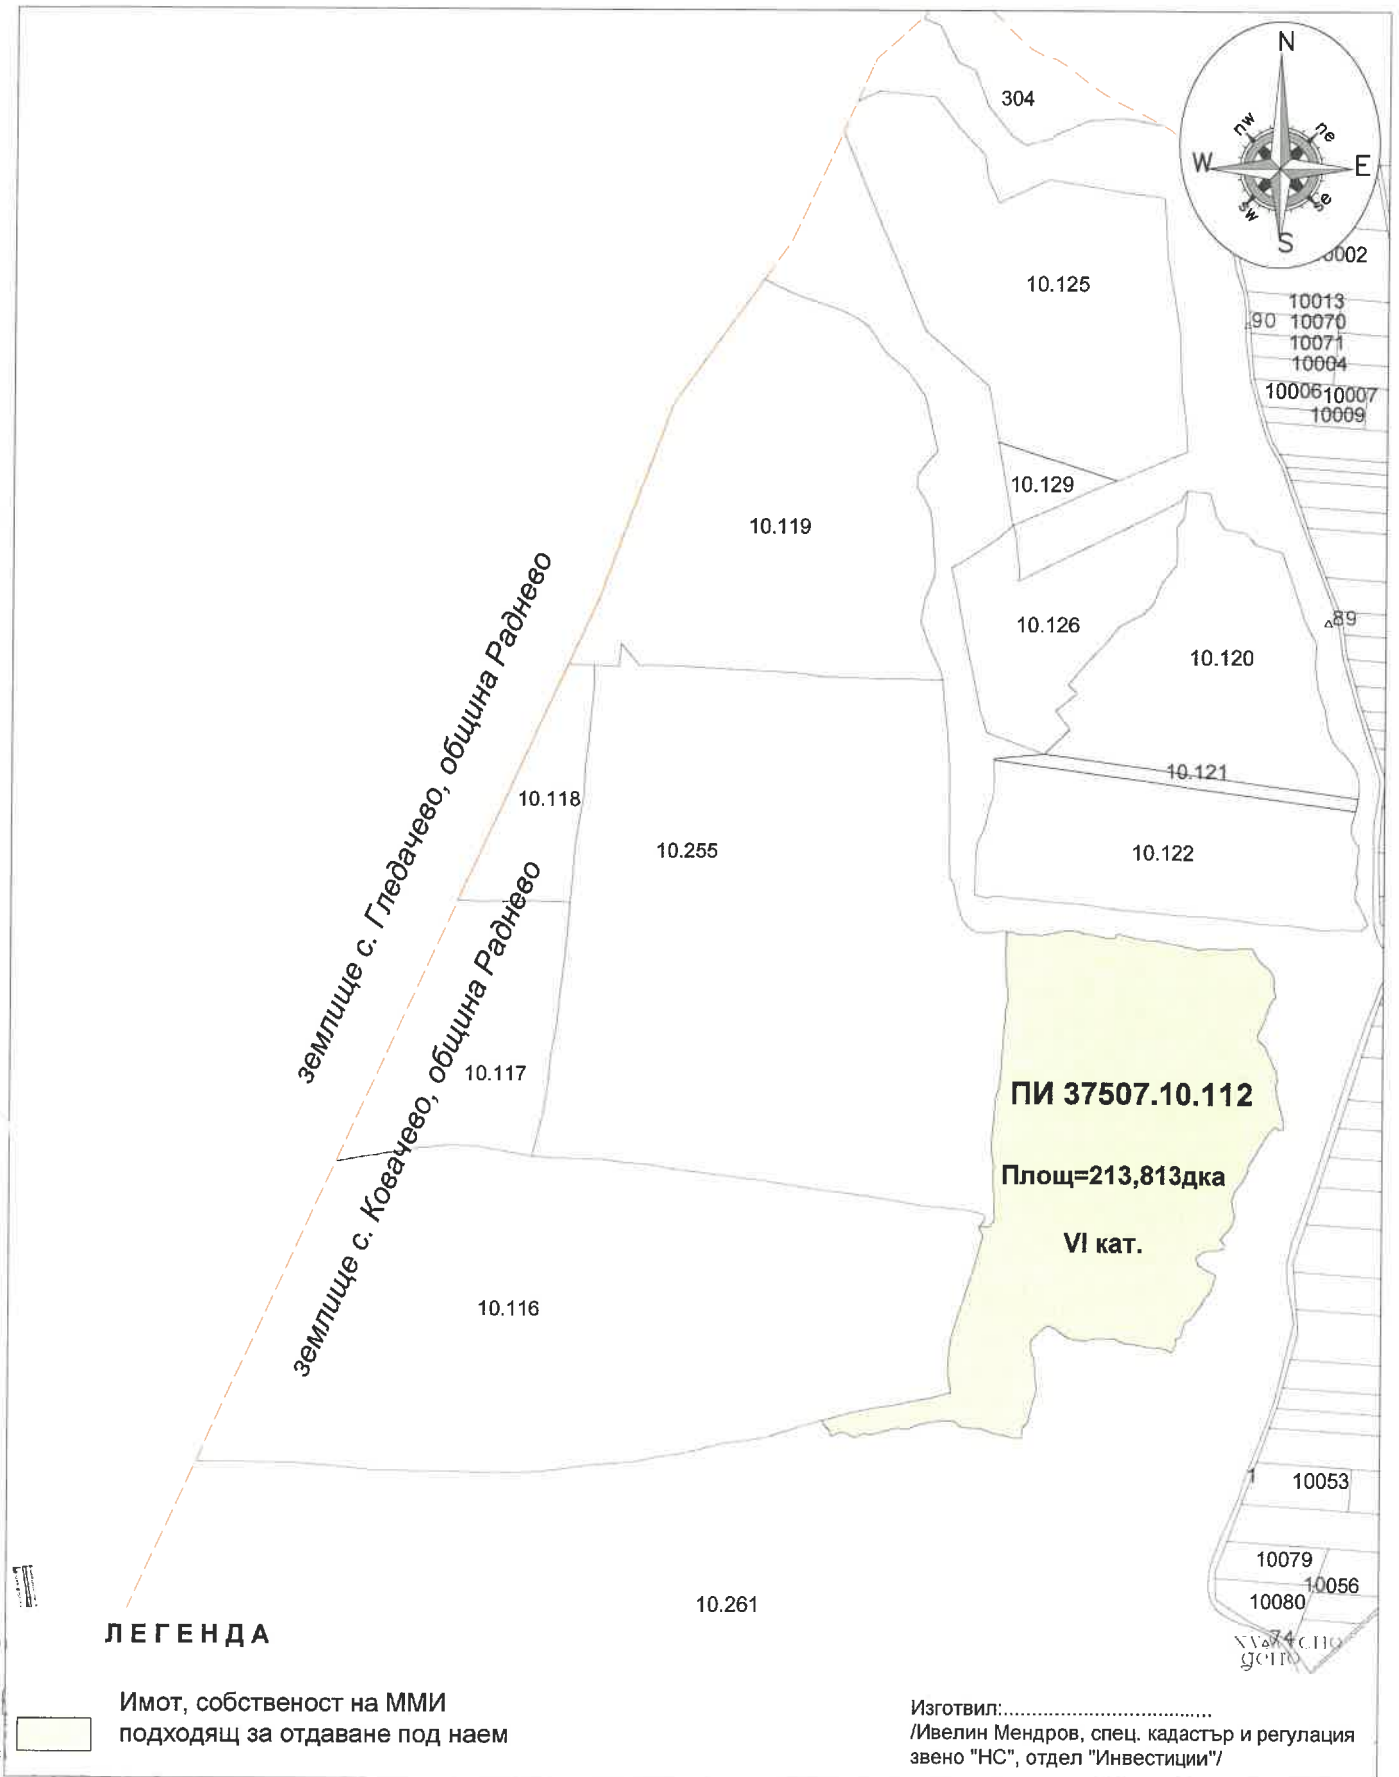 N
nw
ne
W
E
sw
se
S
304
0002
10.125
10013
90 10070
10071
10004
10006 10007
10009
10.129
10.119
10.126
89
10.120
землище с. Гледачево, община Раднево
10.121
10.118
10.255
10.122
землище с. Ковачево, община Раднево
10.117
ПИ 37507.10.112
Площ=213,813дка
VI кат.
10.116
1 10053
10079
10056
10080
10.261
74
ЛЕГЕНДА
Имот, собственост на ММИ
подходящ за отдаване под наем
Изготвил:...................................
/Ивелин Мендров, спец. кадастър и регулация
звено "НС", отдел "Инвестиции"/